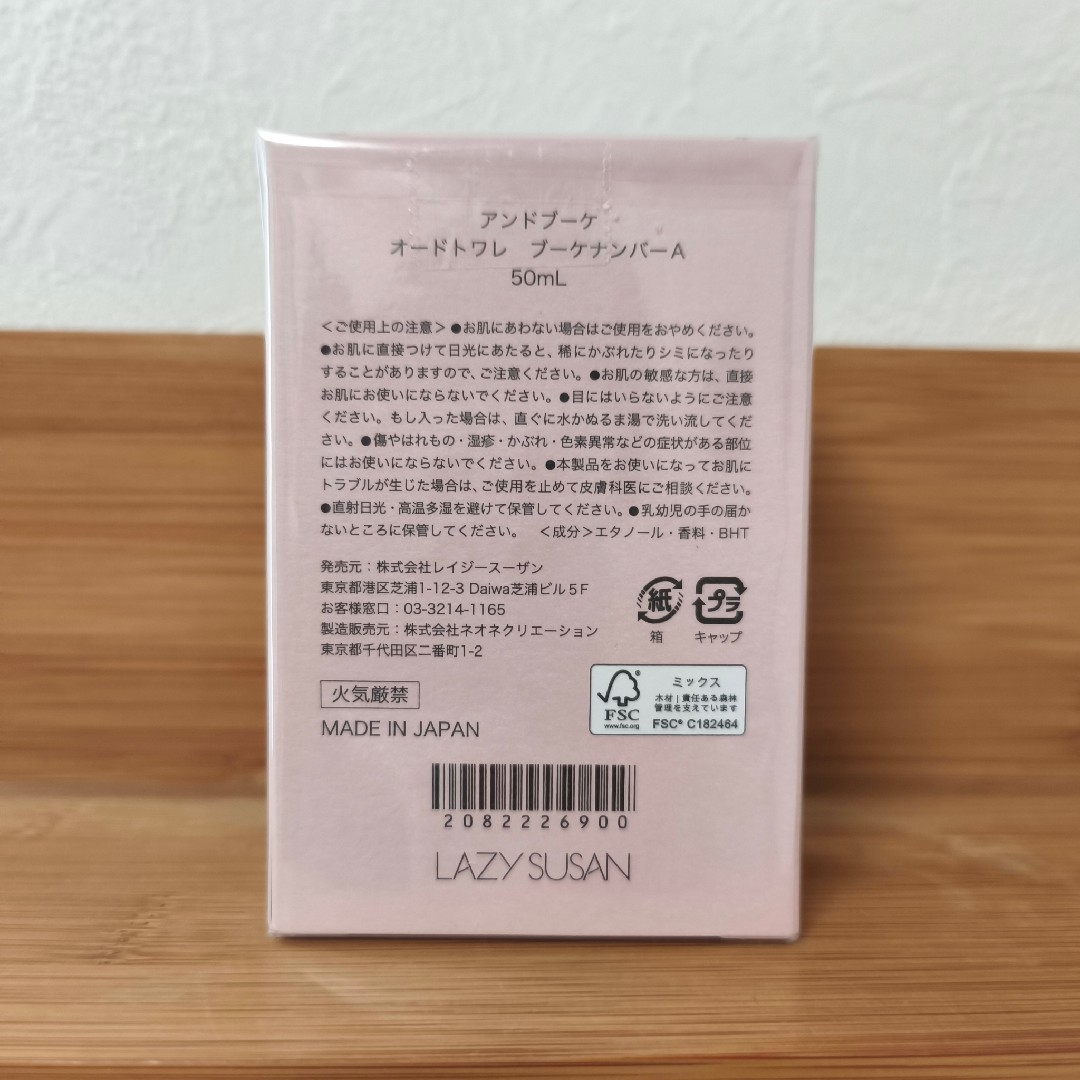 アンドブーケ
オードトワレ　ブーケナンバーA
50mL
＜ご使用上の注意＞●お肌にあわない場合はご使用をおやめください。
●お肌に直接つけて日光にあたると、稀にかぶれたりシミになったり
することがありますので、ご注意ください。●お肌の敏感な方は、直接
お肌にお使いにならないでください。●目にはいらないようにご注意
ください。もし入った場合は、直ぐに水かぬるま湯で洗い流してくだ
さい。●傷やはれもの・湿疹・かぶれ・色素異常などの症状がある部位
にはお使いにならないでください。●本製品をお使いになってお肌に
トラブルが生じた場合は、ご使用を止めて皮膚科医にご相談ください。
●直射日光・高温多湿を避けて保管してください。●乳幼児の手の届か
ないところに保管してください。　＜成分＞エタノール・香料・BHT
発売元：株式会社レイジースーザン
東京都港区芝浦1-12-3 Daiwa芝浦ビル５F
お客様窓口：03-3214-1165
製造販売元：株式会社ネオネクリエーション
東京都千代田区二番町1-2
紙
箱
プラ
キャップ
火気厳禁
MADE IN JAPAN
FSC
www.fsc.org
ミックス
木材｜責任ある森林
管理を支えています
FSC® C182464
2082226900
LAZY SUSAN